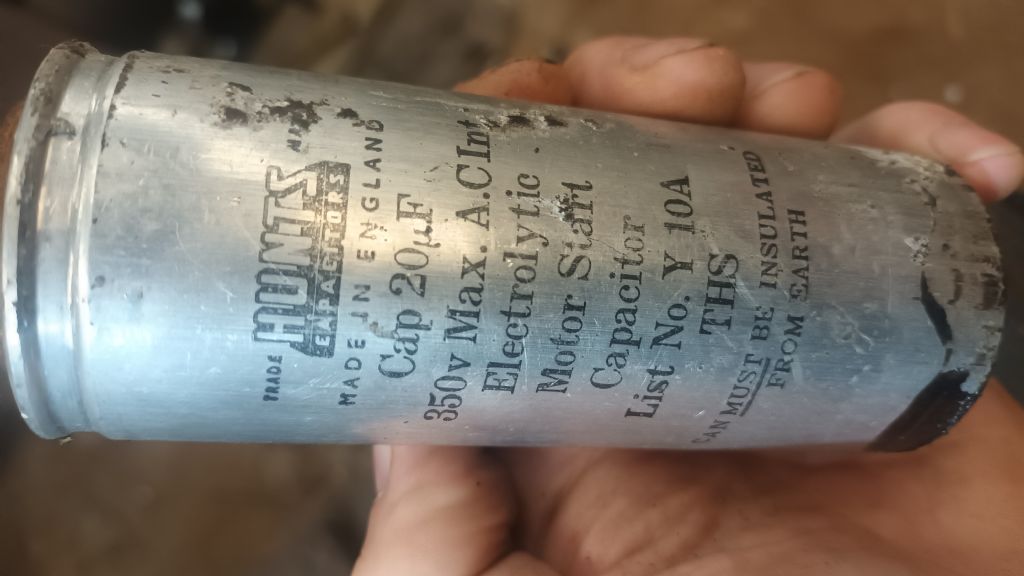 TRADE HUNTS MARK
CAPACITORS
MADE IN ENGLAND
Cap 20µF
350v Max. A.C Int
Electrolytic
Motor Start
Capacitor
List No. Y 10A
THS
CAN MUST BE INSULATED
FROM EARTH